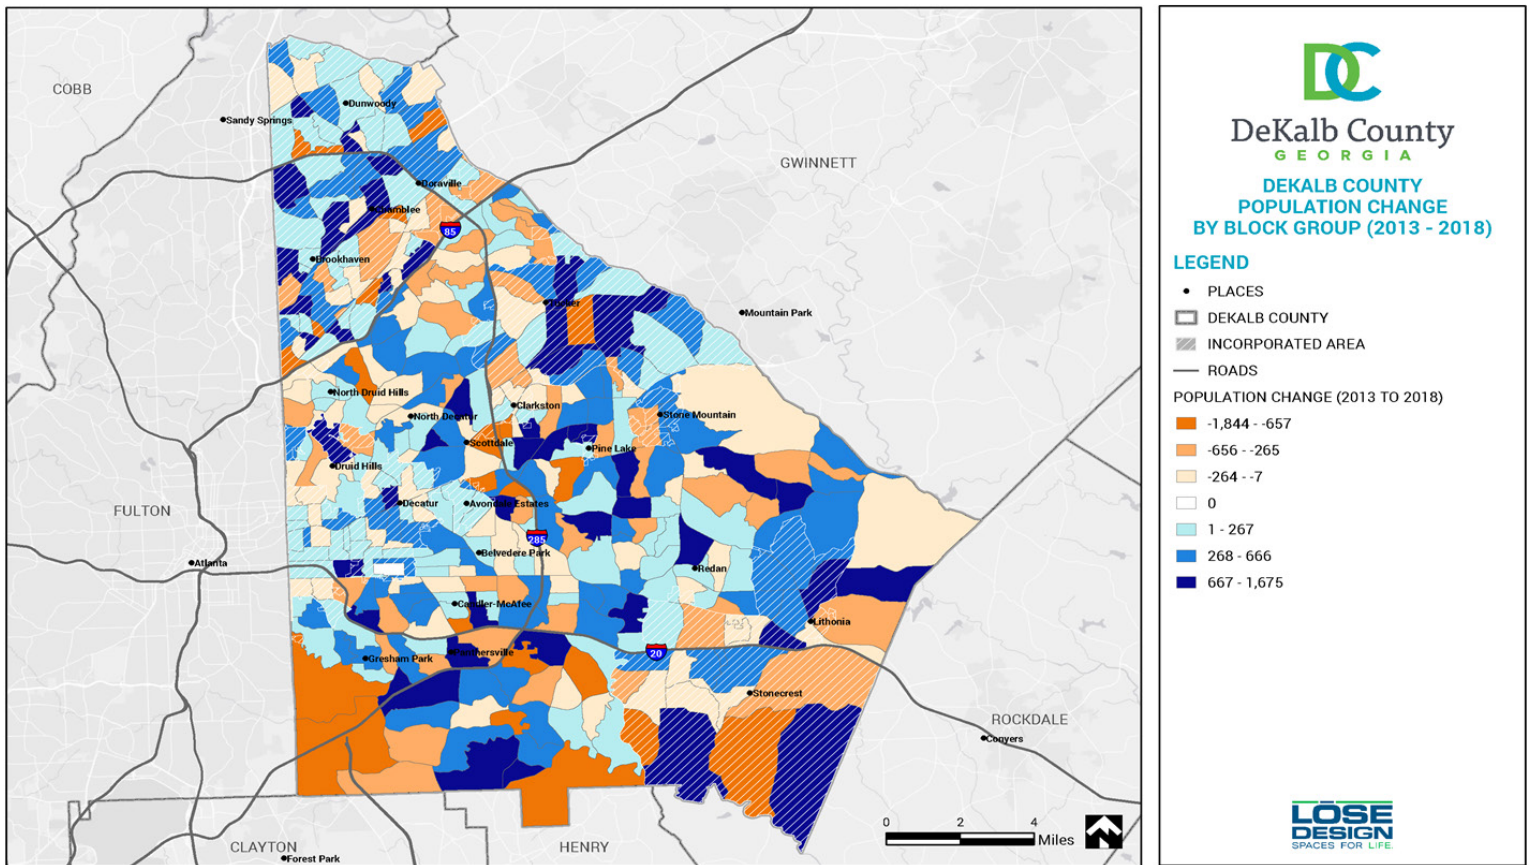 COBB
Dunwoody
Sandy Springs
GWINNETT
Doraville
Chamblee
85
Brookhaven
Tucker
Mountain Park
North Druid Hills
Clarkston
North Decatur
Stone Mountain
Scottdale
Pine Lake
Druid Hills
Decatur
Avondale Estates
FULTON
285
Belvedere Park
Atlanta
Redan
Candler-McAfee
Lithonia
Panthersville
20
Gresham Park
Stonecrest
ROCKDALE
Conyers
0 2 4
Miles
CLAYTON
HENRY
Forest Park
DC
DeKalb County
GEORGIA
DEKALB COUNTY
POPULATION CHANGE
BY BLOCK GROUP (2013 - 2018)
LEGEND
PLACES
DEKALB COUNTY
INCORPORATED AREA
ROADS
POPULATION CHANGE (2013 TO 2018)
-1,844 - -657
-656 - -265
-264 - -7
0
1 - 267
268 - 666
667 - 1,675
LOSE
DESIGN
SPACES FOR LIFE.